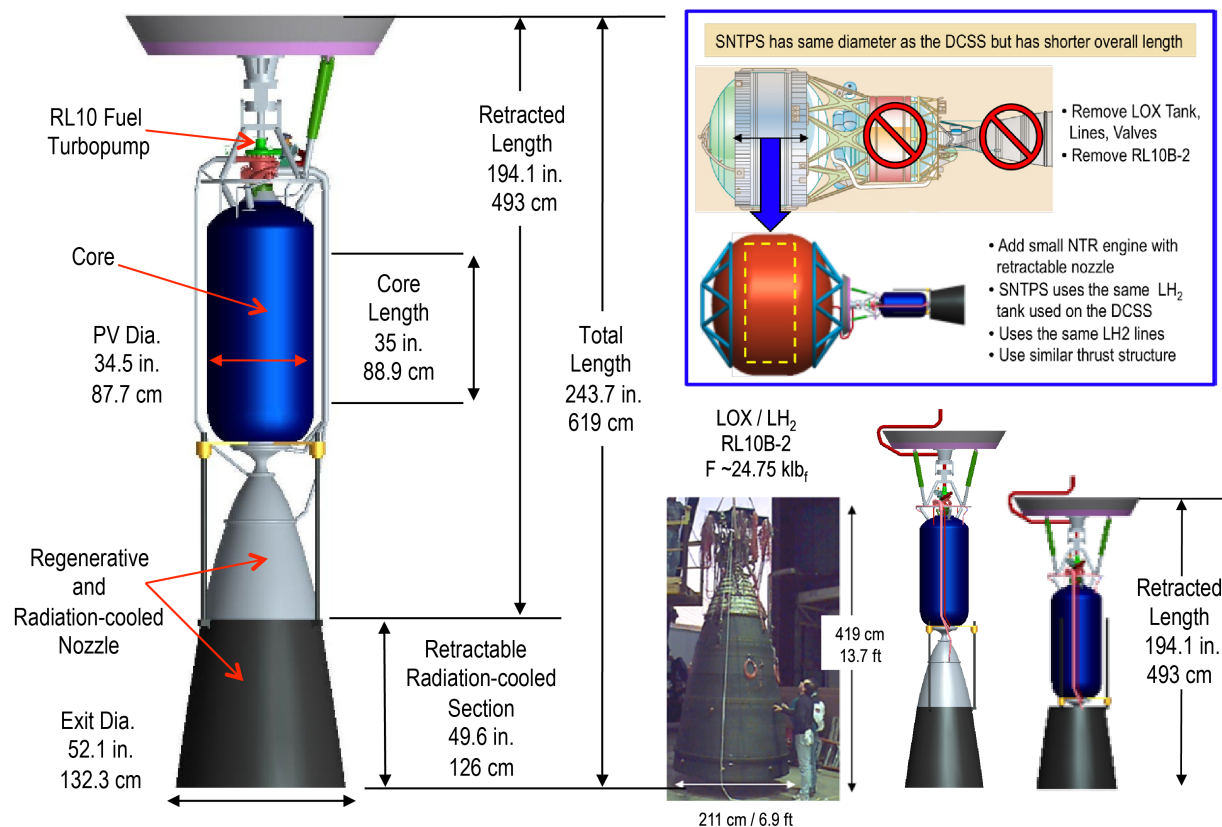 RL10 Fuel
Turbopump
Core
PV Dia.
34.5 in.
87.7 cm
Regenerative
and
Radiation-cooled
Nozzle
Exit Dia.
52.1 in.
132.3 cm
Retracted
Length
194.1 in.
493 cm
Core
Length
35 in.
88.9 cm
Total
Length
243.7 in.
619 cm
Retractable
Radiation-cooled
Section
49.6 in.
126 cm
SNTPS has same diameter as the DCSS but has shorter overall length
• Remove LOX Tank,
Lines, Valves
• Remove RL10B-2
• Add small NTR engine with
retractable nozzle
• SNTPS uses the same LH₂
tank used on the DCSS
• Uses the same LH2 lines
• Use similar thrust structure
LOX / LH₂
RL10B-2
F ~24.75 klbf
419 cm
13.7 ft
211 cm / 6.9 ft
Retracted
Length
194.1 in.
493 cm